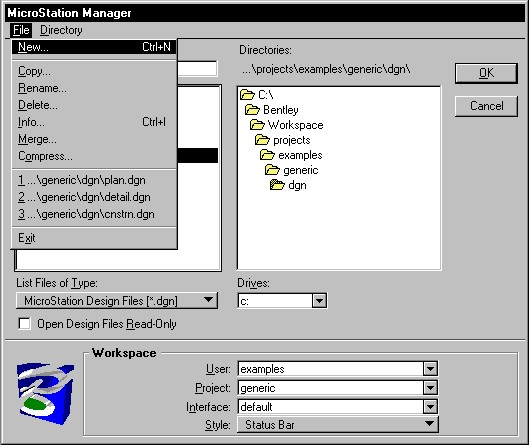 MicroStation Manager
File Directory
New... Ctrl+N
Copy...
Rename...
Delete...
Info... Ctrl+I
Merge...
Compress...
1 ...\generic\dgn\plan.dgn
2 ...\generic\dgn\detail.dgn
3 ...\generic\dgn\cnstrn.dgn
Exit
Directories:
...\projects\examples\generic\dgn\
C:\
Bentley
Workspace
projects
examples
generic
dgn
OK
Cancel
List Files of Type:
MicroStation Design Files [*.dgn]
Drives:
c:
Open Design Files Read-Only
Workspace
User: examples
Project: generic
Interface: default
Style: Status Bar